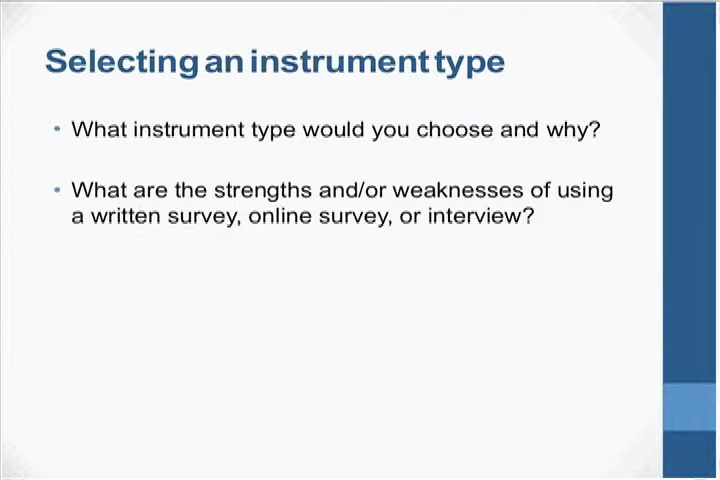 Selecting an instrument type
• What instrument type would you choose and why?
• What are the strengths and/or weaknesses of using
a written survey, online survey, or interview?